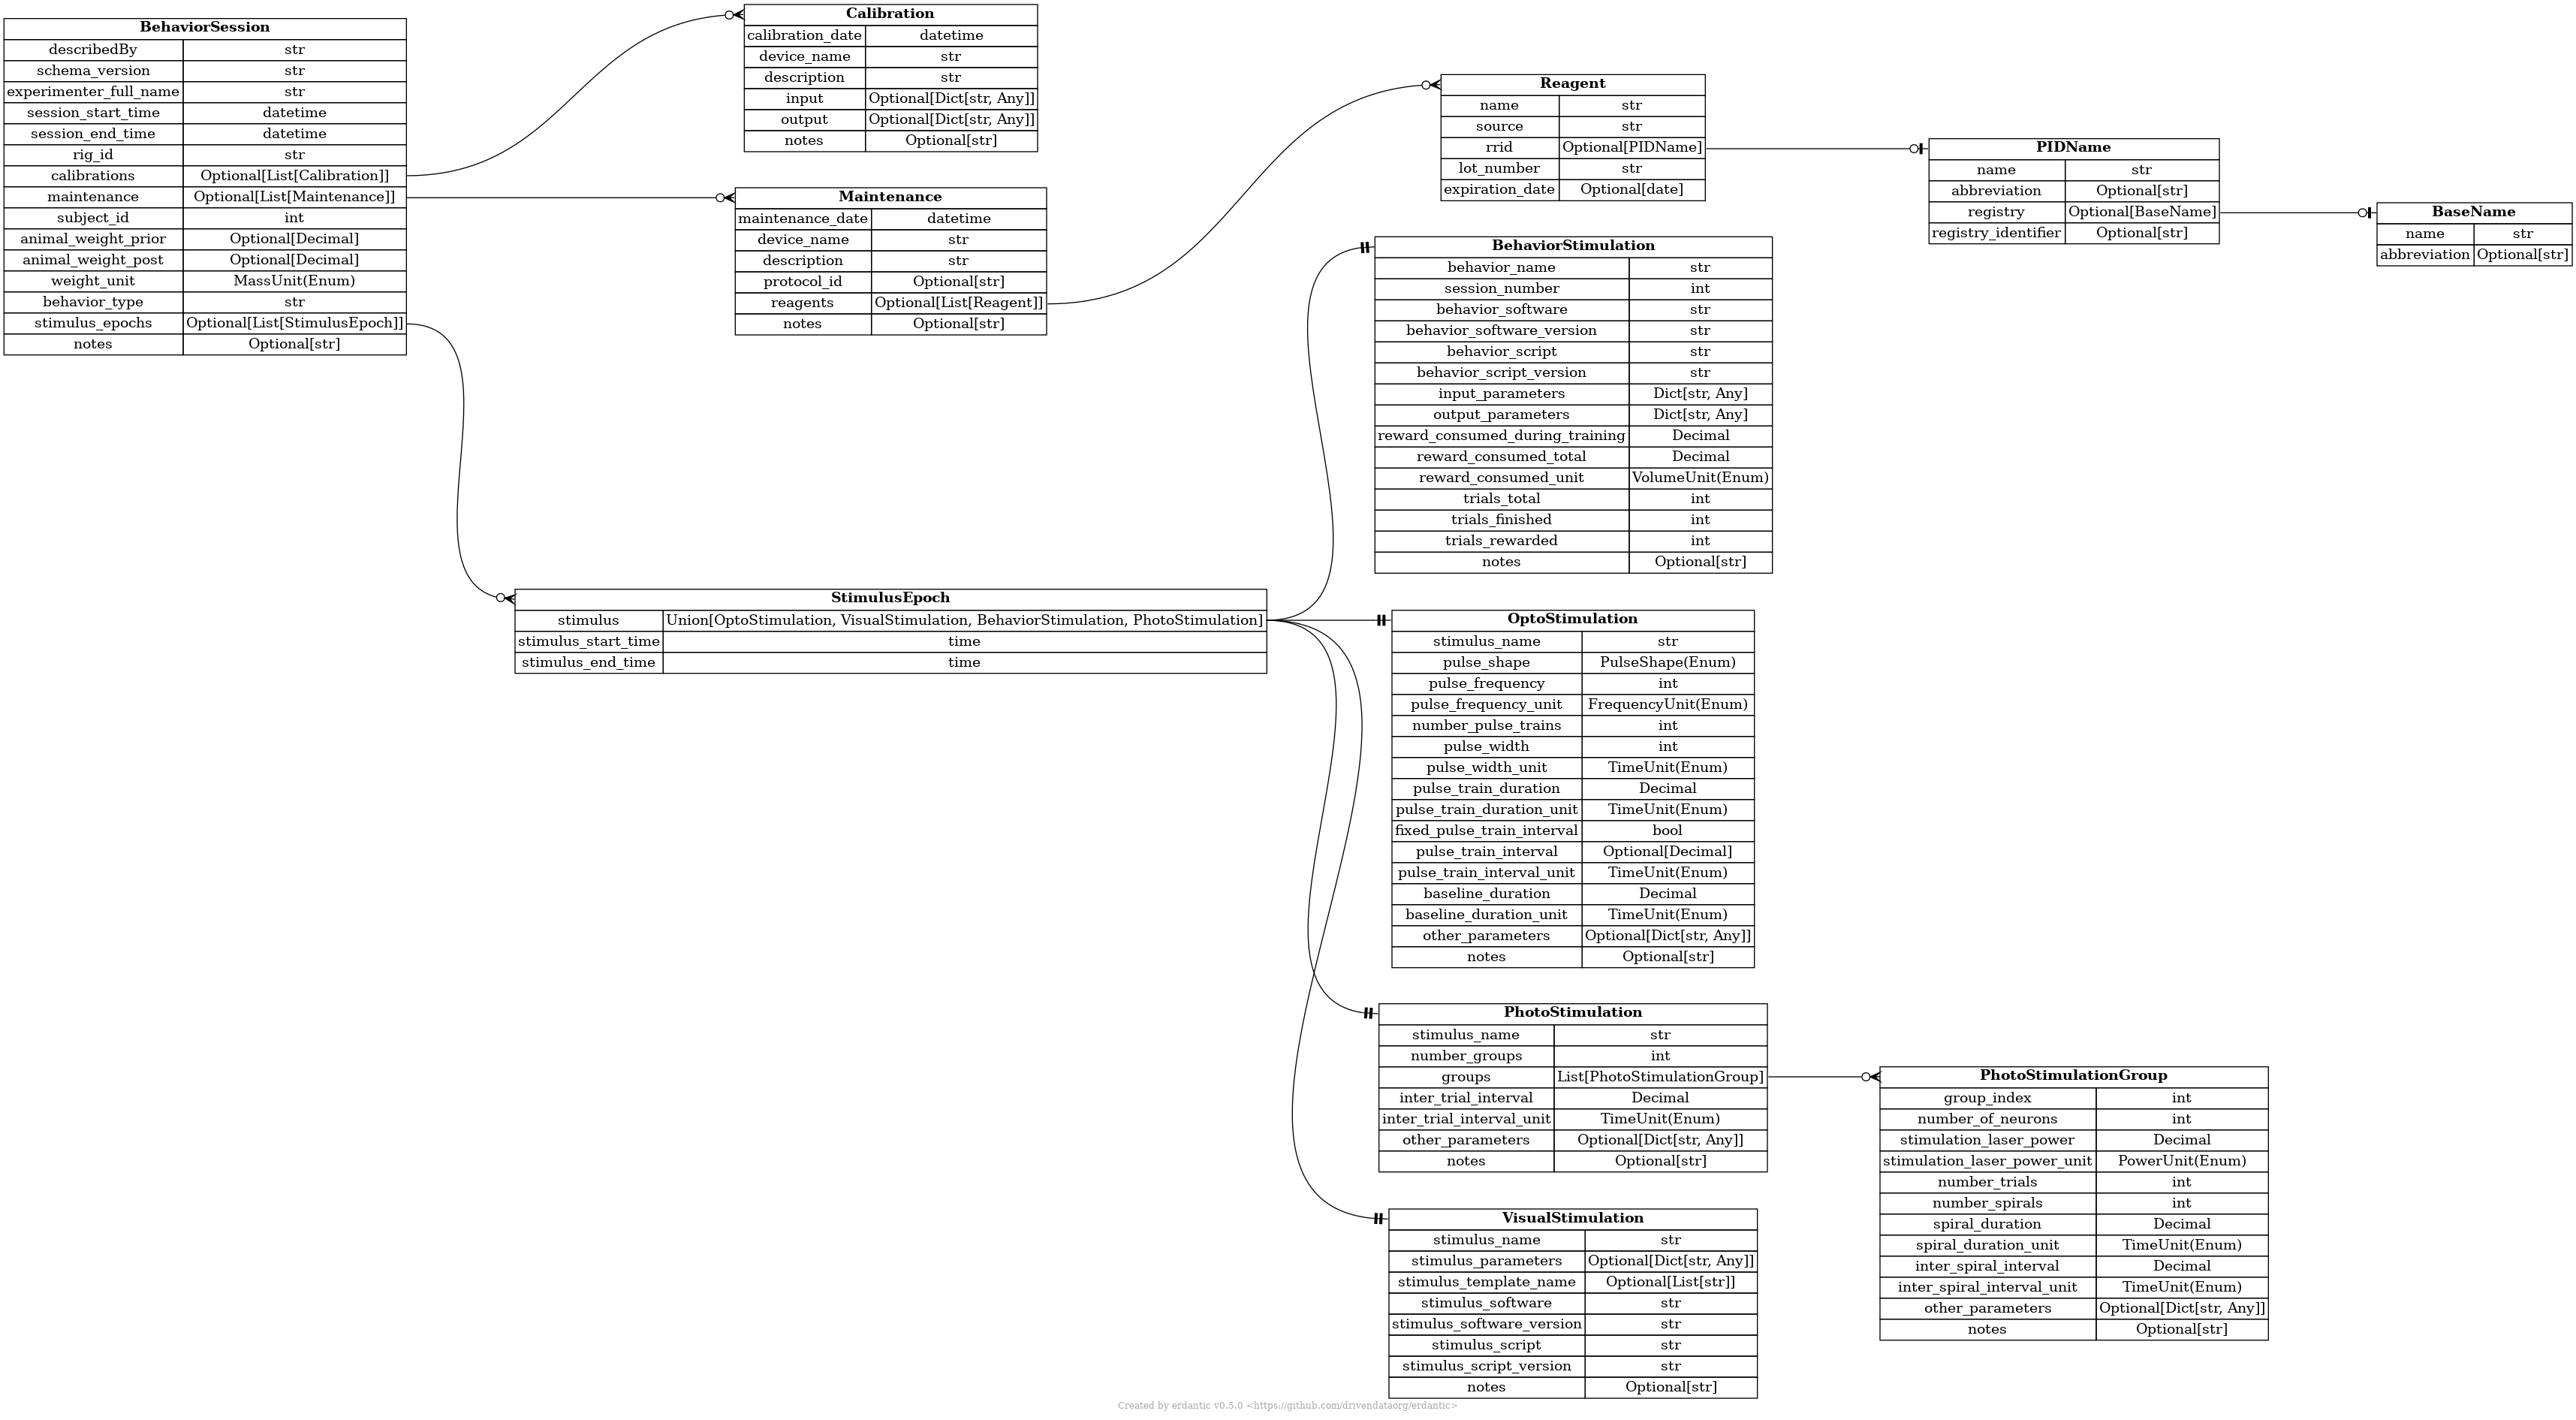 BehaviorSession
describedBy str
schema_version str
experimenter_full_name str
session_start_time datetime
session_end_time datetime
rig_id str
calibrations Optional[List[Calibration]]
maintenance Optional[List[Maintenance]]
subject_id int
animal_weight_prior Optional[Decimal]
animal_weight_post Optional[Decimal]
weight_unit MassUnit(Enum)
behavior_type str
stimulus_epochs Optional[List[StimulusEpoch]]
notes Optional[str]
Calibration
calibration_date datetime
device_name str
description str
input Optional[Dict[str, Any]]
output Optional[Dict[str, Any]]
notes Optional[str]
Maintenance
maintenance_date datetime
device_name str
description str
protocol_id Optional[str]
reagents Optional[List[Reagent]]
notes Optional[str]
Reagent
name str
source str
rrid Optional[PIDName]
lot_number str
expiration_date Optional[date]
PIDName
name str
abbreviation Optional[str]
registry Optional[BaseName]
registry_identifier Optional[str]
BaseName
name str
abbreviation Optional[str]
StimulusEpoch
stimulus Union[OptoStimulation, VisualStimulation, BehaviorStimulation, PhotoStimulation]
stimulus_start_time time
stimulus_end_time time
BehaviorStimulation
behavior_name str
session_number int
behavior_software str
behavior_software_version str
behavior_script str
behavior_script_version str
input_parameters Dict[str, Any]
output_parameters Dict[str, Any]
reward_consumed_during_training Decimal
reward_consumed_total Decimal
reward_consumed_unit VolumeUnit(Enum)
trials_total int
trials_finished int
trials_rewarded int
notes Optional[str]
OptoStimulation
stimulus_name str
pulse_shape PulseShape(Enum)
pulse_frequency int
pulse_frequency_unit FrequencyUnit(Enum)
number_pulse_trains int
pulse_width int
pulse_width_unit TimeUnit(Enum)
pulse_train_duration Decimal
pulse_train_duration_unit TimeUnit(Enum)
fixed_pulse_train_interval bool
pulse_train_interval Optional[Decimal]
pulse_train_interval_unit TimeUnit(Enum)
baseline_duration Decimal
baseline_duration_unit TimeUnit(Enum)
other_parameters Optional[Dict[str, Any]]
notes Optional[str]
PhotoStimulation
stimulus_name str
number_groups int
groups List[PhotoStimulationGroup]
inter_trial_interval Decimal
inter_trial_interval_unit TimeUnit(Enum)
other_parameters Optional[Dict[str, Any]]
notes Optional[str]
PhotoStimulationGroup
group_index int
number_of_neurons int
stimulation_laser_power Decimal
stimulation_laser_power_unit PowerUnit(Enum)
number_trials int
number_spirals int
spiral_duration Decimal
spiral_duration_unit TimeUnit(Enum)
inter_spiral_interval Decimal
inter_spiral_interval_unit TimeUnit(Enum)
other_parameters Optional[Dict[str, Any]]
notes Optional[str]
VisualStimulation
stimulus_name str
stimulus_parameters Optional[Dict[str, Any]]
stimulus_template_name Optional[List[str]]
stimulus_software str
stimulus_software_version str
stimulus_script str
stimulus_script_version str
notes Optional[str]
Created by erdantic v0.5.0 <https://github.com/drivendataorg/erdantic>